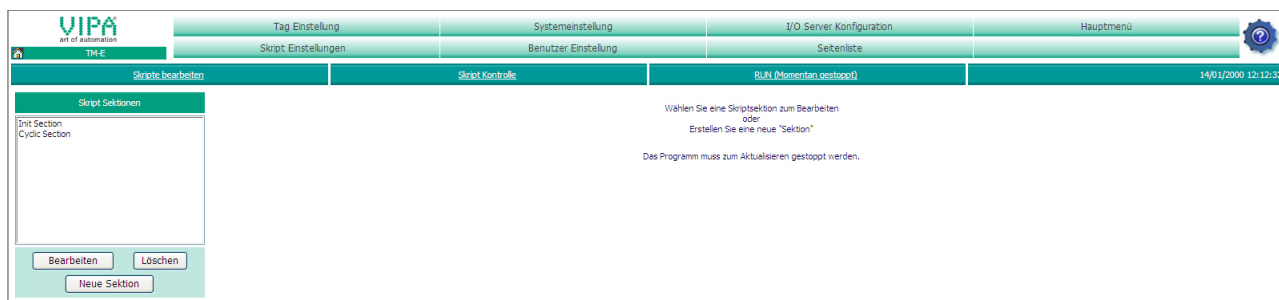 VIPA
art of automation
TM-E
Tag Einstellung
Systemeinstellung
I/O Server Konfiguration
Hauptmenü
Skript Einstellungen
Benutzer Einstellung
Seitenliste
Skripte bearbeiten
Skript Kontrolle
RUN (Momentan gestoppt)
14/01/2000 12:12:32
Skript Sektionen
Init Section
Cyclic Section
Bearbeiten
Löschen
Neue Sektion
Wählen Sie eine Skriptsektion zum Bearbeiten
oder
Erstellen Sie eine neue "Sektion"
Das Programm muss zum Aktualisieren gestoppt werden.